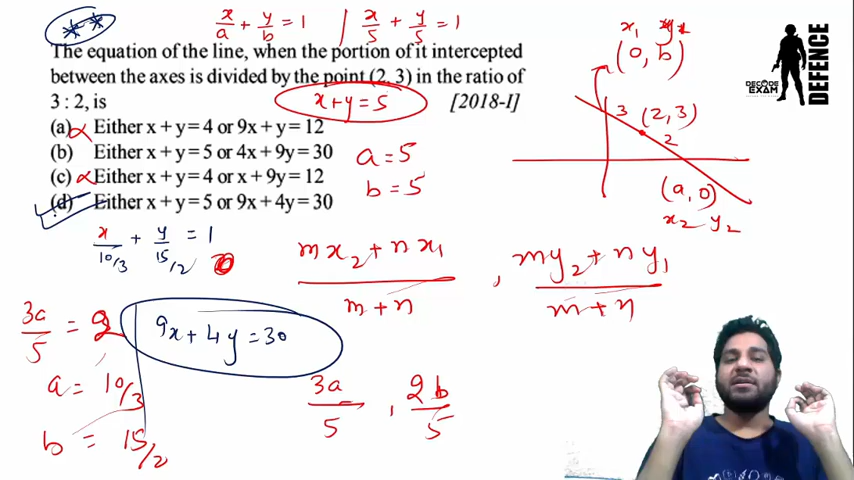 **
x/a + y/b = 1 | x/5 + y/5 = 1
The equation of the line, when the portion of it intercepted
between the axes is divided by the point (2, 3) in the ratio of
3 : 2, is
x+y=5
[2018-I]
(a) Either x + y = 4 or 9x + y = 12
(b) Either x + y = 5 or 4x + 9y = 30
(c) Either x + y = 4 or x + 9y = 12
(d) Either x + y = 5 or 9x + 4y = 30
a = 5
b = 5
x/10/3 + y/15/2 = 1
mx2 + nx1 / m+n , my2 + ny1 / m+n
3a/5 = 2
a = 10/3
b = 15/2
9x + 4y = 30
3a/5 , 2b/5
x1
(0, b)
3 (2, 3)
2
(a, 0)
x2 y2
DECODE
EXAM
DEFENCE